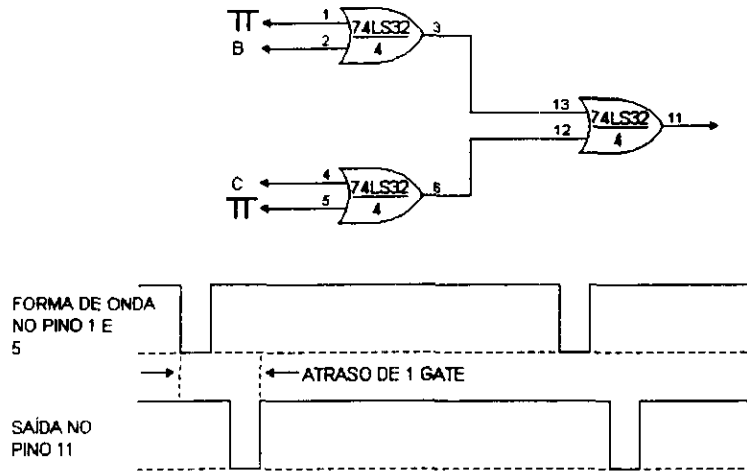 1
74LS32
4
3
B
2
13
74LS32
4
11
12
C
4
74LS32
4
6
5
FORMA DE ONDA
NO PINO 1 E
5
ATRASO DE 1 GATE
SAÍDA NO
PINO 11